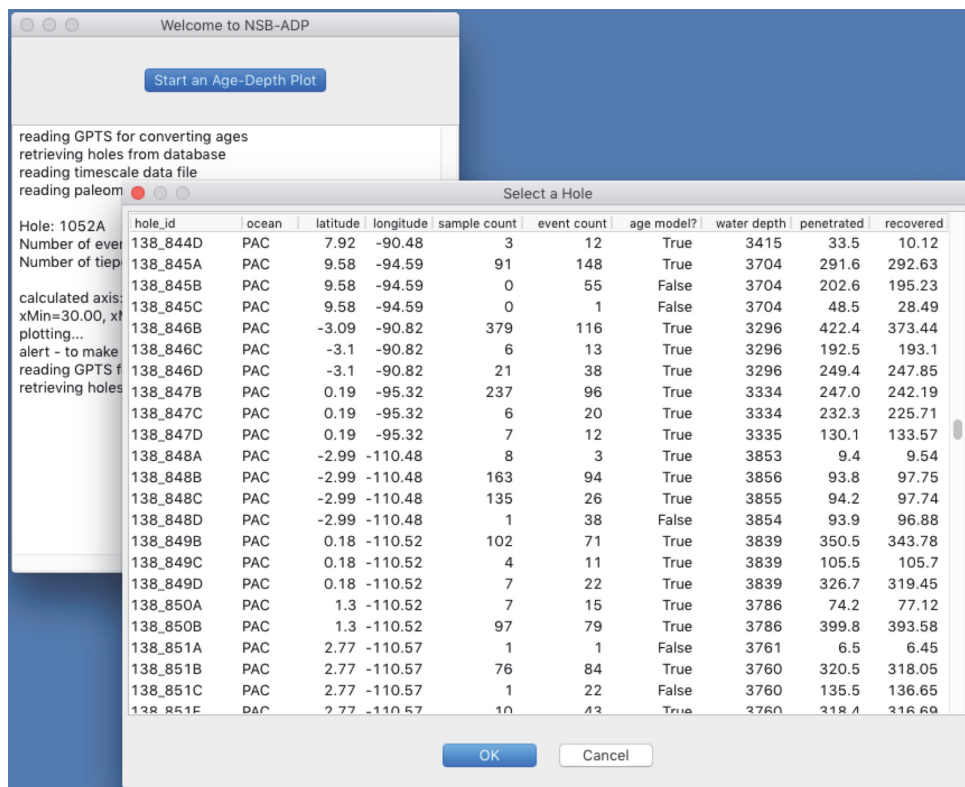 Welcome to NSB-ADP
Start an Age-Depth Plot
reading GPTS for converting ages
retrieving holes from database
reading timescale data file
reading paleom
Hole: 1052A
Number of ever
Number of tiep
calculated axis:
xMin=30.00, xM
plotting...
alert - to make
reading GPTS f
retrieving holes
Select a Hole
hole_id ocean latitude longitude sample count event count age model? water depth penetrated recovered
138_844D PAC 7.92 -90.48 3 12 True 3415 33.5 10.12
138_845A PAC 9.58 -94.59 91 148 True 3704 291.6 292.63
138_845B PAC 9.58 -94.59 0 55 False 3704 202.6 195.23
138_845C PAC 9.58 -94.59 0 1 False 3704 48.5 28.49
138_846B PAC -3.09 -90.82 379 116 True 3296 422.4 373.44
138_846C PAC -3.1 -90.82 6 13 True 3296 192.5 193.1
138_846D PAC -3.1 -90.82 21 38 True 3296 249.4 247.85
138_847B PAC 0.19 -95.32 237 96 True 3334 247.0 242.19
138_847C PAC 0.19 -95.32 6 20 True 3334 232.3 225.71
138_847D PAC 0.19 -95.32 7 12 True 3335 130.1 133.57
138_848A PAC -2.99 -110.48 8 3 True 3853 9.4 9.54
138_848B PAC -2.99 -110.48 163 94 True 3856 93.8 97.75
138_848C PAC -2.99 -110.48 135 26 True 3855 94.2 97.74
138_848D PAC -2.99 -110.48 1 38 False 3854 93.9 96.88
138_849B PAC 0.18 -110.52 102 71 True 3839 350.5 343.78
138_849C PAC 0.18 -110.52 4 11 True 3839 105.5 105.7
138_849D PAC 0.18 -110.52 7 22 True 3839 326.7 319.45
138_850A PAC 1.3 -110.52 7 15 True 3786 74.2 77.12
138_850B PAC 1.3 -110.52 97 79 True 3786 399.8 393.58
138_851A PAC 2.77 -110.57 1 1 False 3761 6.5 6.45
138_851B PAC 2.77 -110.57 76 84 True 3760 320.5 318.05
138_851C PAC 2.77 -110.57 1 22 False 3760 135.5 136.65
138_851E PAC 2.77 -110.57 10 43 True 3760 318.4 316.69
OK Cancel